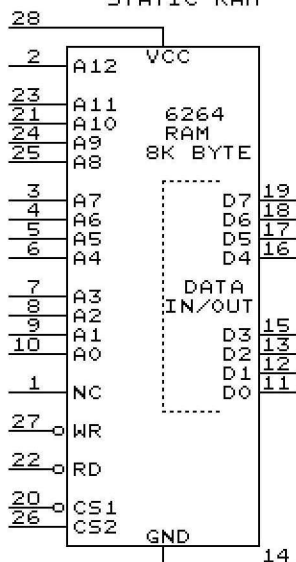 STATIC RAM
28
VCC
2 A12
23 A11
21 A10
24 A9
25 A8
6264
RAM
8K BYTE
3 A7
4 A6
5 A5
6 A4
D7 19
D6 18
D5 17
D4 16
7 A3
8 A2
9 A1
10 A0
DATA
IN/OUT
D3 15
D2 13
D1 12
D0 11
1 NC
27 WR
22 RD
20 CS1
26 CS2
GND
14